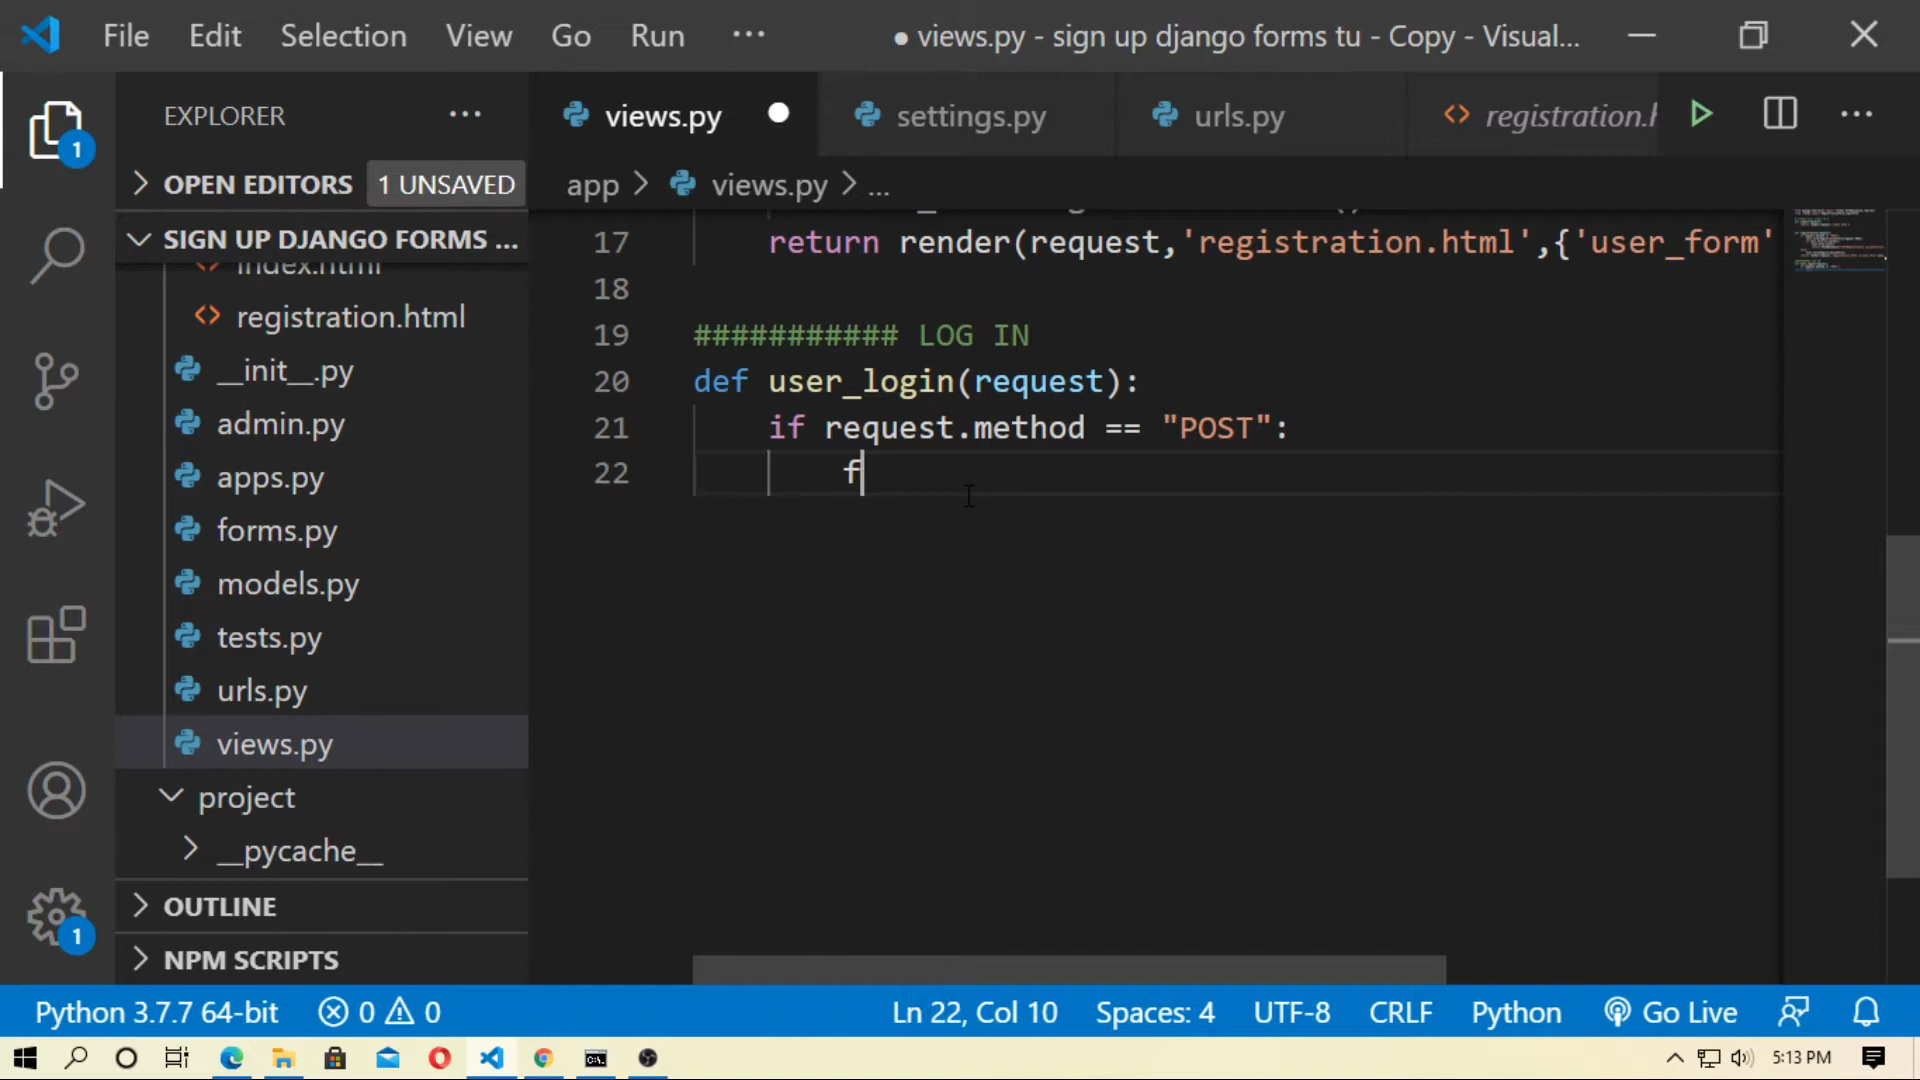 File Edit Selection View Go Run ···
● views.py - sign up django forms tu - Copy - Visual...
EXPLORER ···
views.py ●
settings.py
urls.py
registration.h
OPEN EDITORS 1 UNSAVED
app > views.py > ...
SIGN UP DJANGO FORMS ...
index.html
registration.html
__init__.py
admin.py
apps.py
forms.py
models.py
tests.py
urls.py
views.py
project
__pycache__
OUTLINE
NPM SCRIPTS
1
1
17 return render(request,'registration.html',{'user_form'
18
19 ########### LOG IN
20 def user_login(request):
21 if request.method == "POST":
22 f
Python 3.7.7 64-bit 0 0 Ln 22, Col 10 Spaces: 4 UTF-8 CRLF Python Go Live
5:13 PM